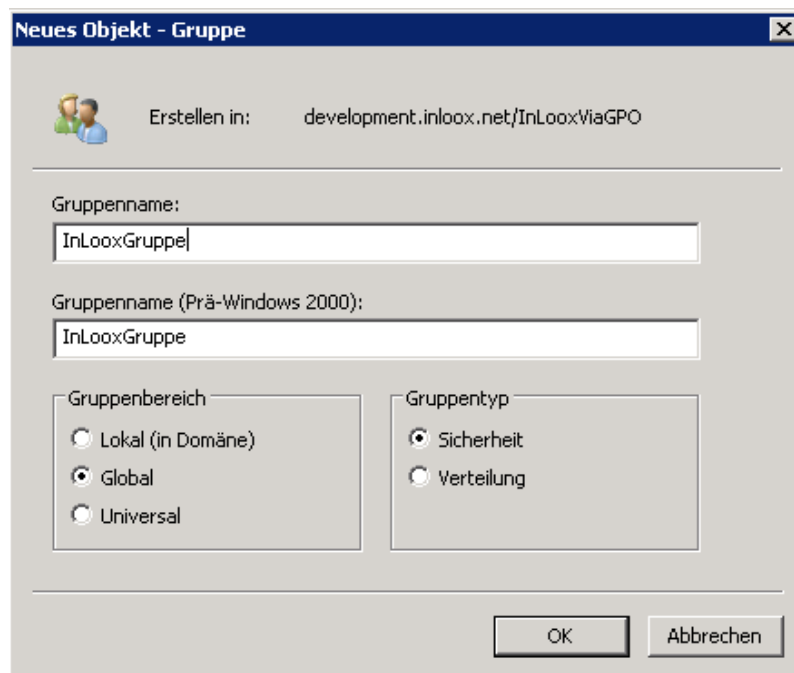 Neues Objekt - Gruppe
Erstellen in: development.inloox.net/InLooxViaGPO
Gruppenname:
InLooxGruppe
Gruppenname (Prä-Windows 2000):
InLooxGruppe
Gruppenbereich
Lokal (in Domäne)
Global
Universal
Gruppentyp
Sicherheit
Verteilung
OK Abbrechen